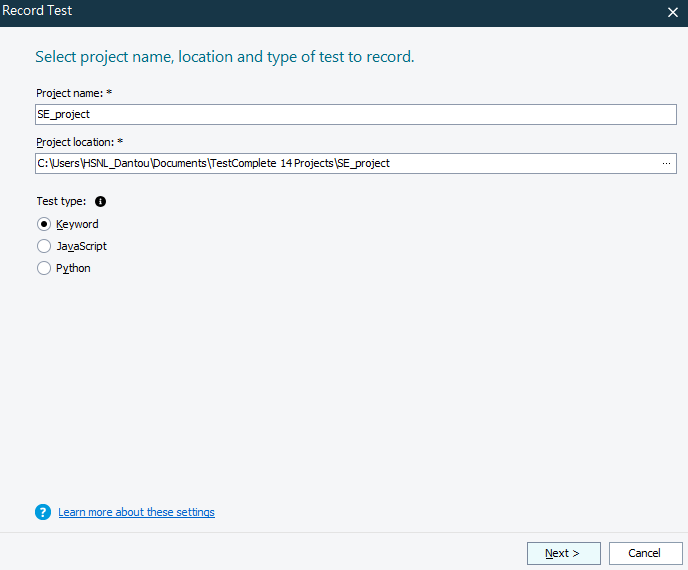 Record Test
Select project name, location and type of test to record.
Project name: *
SE_project
Project location: *
C:\Users\HSNL_Dantou\Documents\TestComplete 14 Projects\SE_project
...
Test type:
Keyword
JavaScript
Python
Learn more about these settings
Next >
Cancel